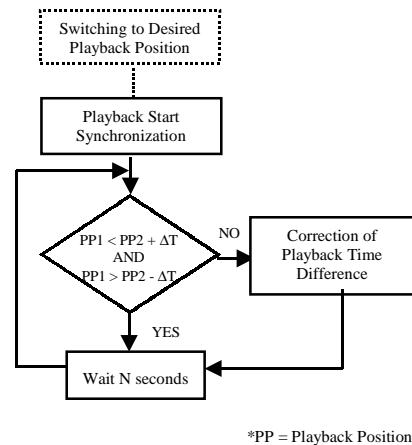 Switching to Desired
Playback Position
Playback Start
Synchronization
PP1 < PP2 + ΔT
AND
PP1 > PP2 - ΔT
NO
Correction of
Playback Time
Difference
YES
Wait N seconds
*PP = Playback Position